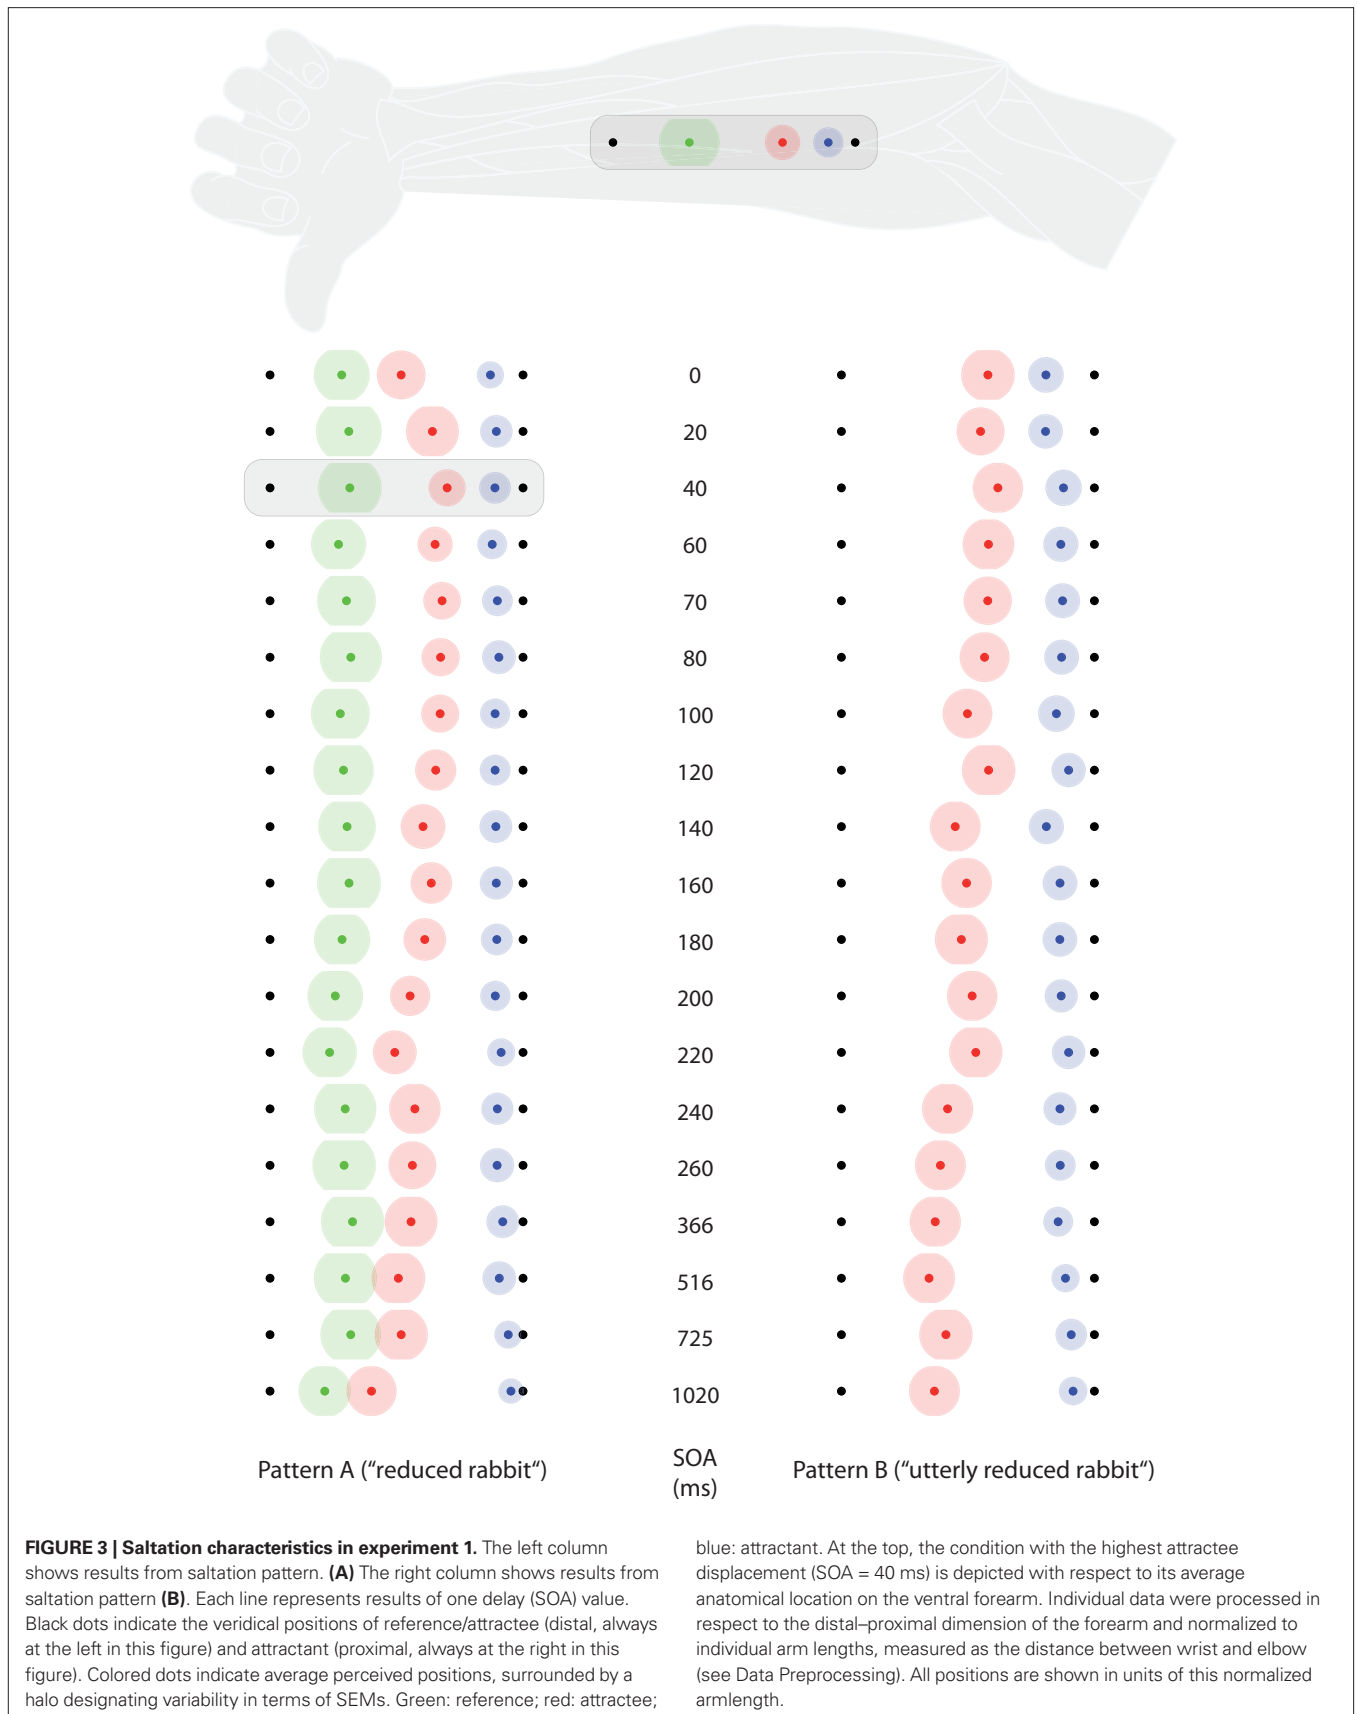 0
20
40
60
70
80
100
120
140
160
180
200
220
240
260
366
516
725
1020
Pattern A (“reduced rabbit“)
SOA
(ms)
Pattern B (“utterly reduced rabbit“)
FIGURE 3 | Saltation characteristics in experiment 1. The left column
shows results from saltation pattern. (A) The right column shows results from
saltation pattern (B). Each line represents results of one delay (SOA) value.
Black dots indicate the veridical positions of reference/attractee (distal, always
at the left in this figure) and attractant (proximal, always at the right in this
figure). Colored dots indicate average perceived positions, surrounded by a
halo designating variability in terms of SEMs. Green: reference; red: attractee;
blue: attractant. At the top, the condition with the highest attractee
displacement (SOA = 40 ms) is depicted with respect to its average
anatomical location on the ventral forearm. Individual data were processed in
respect to the distal–proximal dimension of the forearm and normalized to
individual arm lengths, measured as the distance between wrist and elbow
(see Data Preprocessing). All positions are shown in units of this normalized
armlength.